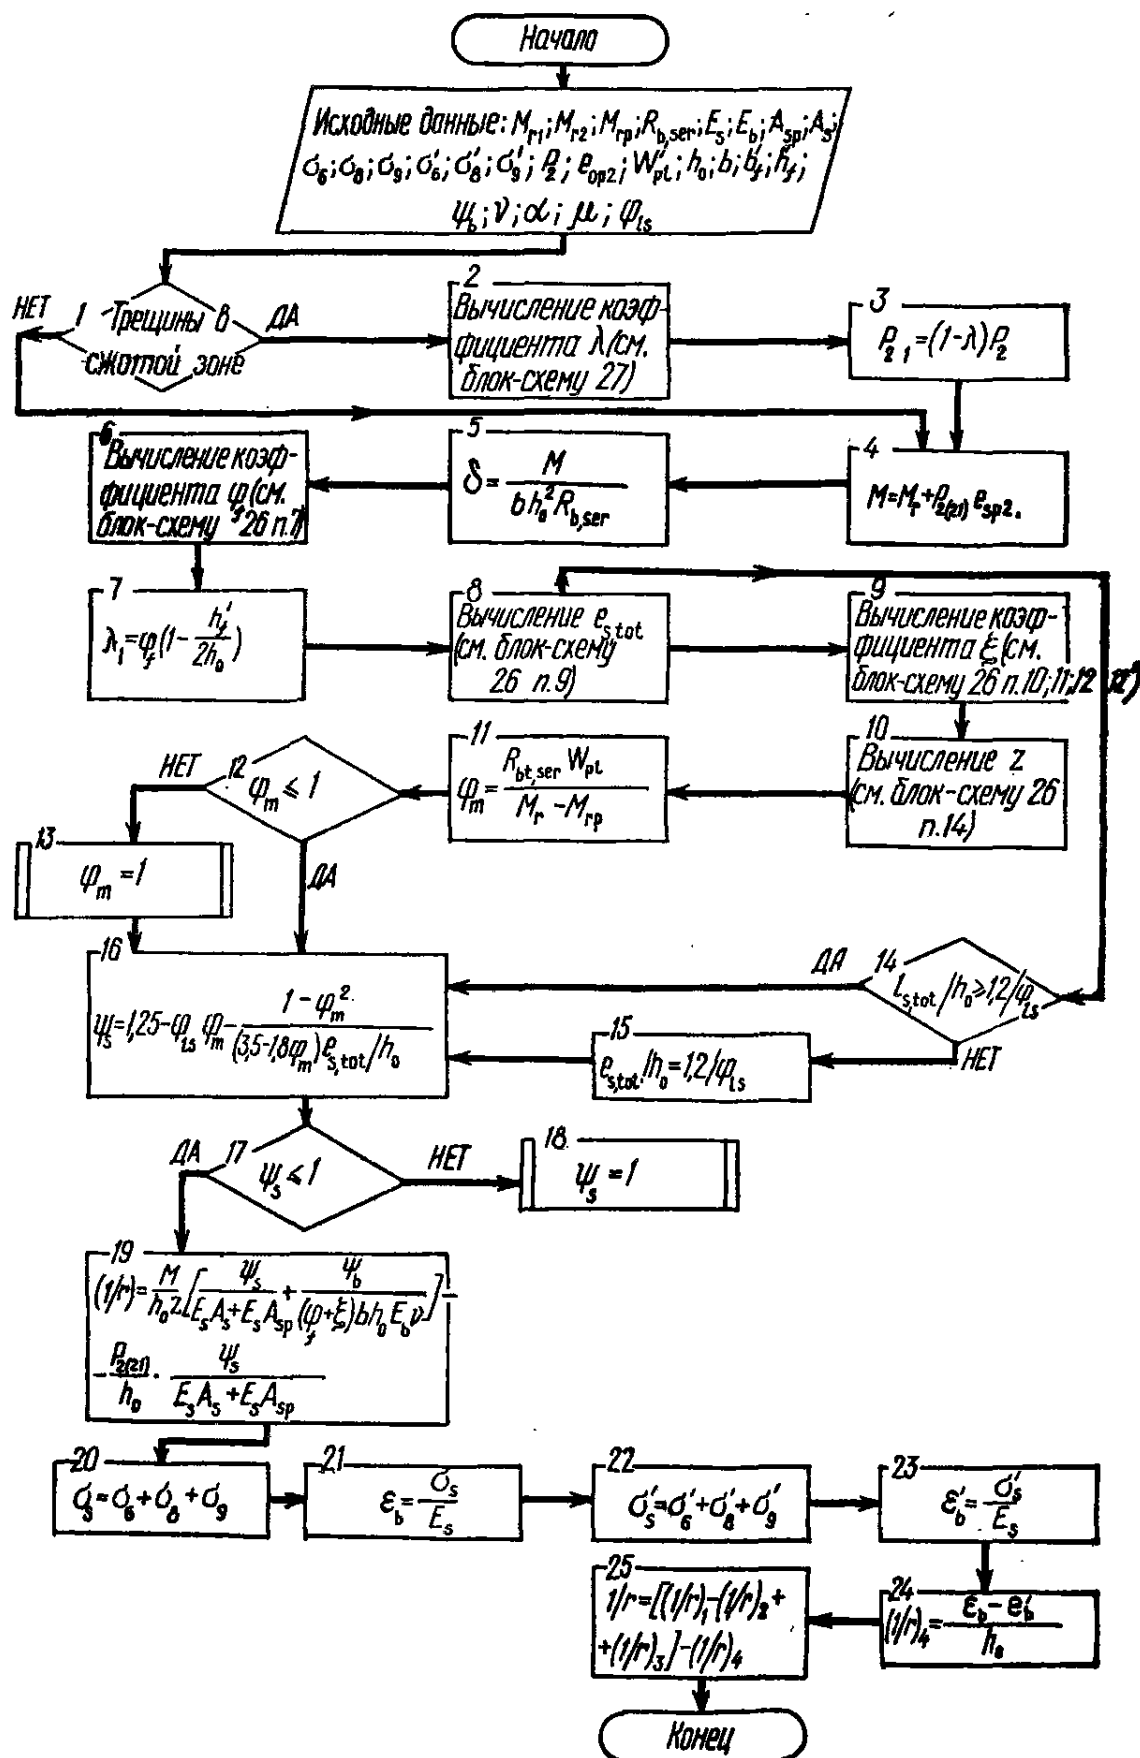 Начало
Исходные данные: M_r1; M_r2; M_rp; R_b,ser; E_s; E_b; A_sp; A_s;
σ_6; σ_8; σ_9; σ'_6; σ'_8; σ'_9; P_2; e_op2; W'_pl; h_0; b; b'_f; h'_f;
ψ_b; ν; α; μ; φ_ls
1
Трещины в
сжатой зоне
НЕТ
ДА
2
Вычисление коэф-
фициента λ (см.
блок-схему 27)
3
P_21 = (1-λ)P_2
4
M = M_r + P_2(21) e_sp2.
5
δ = M / (b h_0^2 R_b,ser)
6
Вычисление коэф-
фициента φ_f (см.
блок-схему 26 п.7)
7
λ_1 = φ_f (1 - h'_f / 2h_0)
8
Вычисление e_s,tot
(см. блок-схему
26 п.9)
9
Вычисление коэф-
фициента ξ (см.
блок-схему 26 п.10; 11; 12
10
Вычисление z
(см. блок-схему 26
п.14)
11
φ_m = R_bt,ser W_pl / (M_r - M_rp)
12
φ_m ≤ 1
НЕТ
ДА
13
φ_m = 1
14
l_s,tot / h_0 ≥ 1,2/φ_ls
ДА
НЕТ
15
e_s,tot / h_0 = 1,2/φ_ls
16
ψ_s = 1,25 - φ_ls φ_m - (1 - φ_m^2) / ((3,5 - 1,8φ_m) e_s,tot / h_0)
17
ψ_s ≤ 1
ДА
НЕТ
18
ψ_s = 1
19
(1/r) = M / (h_0 z) [ψ_s / (E_s A_s + E_s A_sp) + ψ_b / ((φ_f + ξ) b h_0 E_b ν)] -
- P_2(21) / h_0 · ψ_s / (E_s A_s + E_s A_sp)
20
σ_s = σ_6 + σ_8 + σ_9
21
ε_b = σ_s / E_s
22
σ'_s = σ'_6 + σ'_8 + σ'_9
23
ε'_b = σ'_s / E_s
24
(1/r)_4 = (ε_b - e'_b) / h_0
25
1/r = [(1/r)_1 - (1/r)_2 +
+ (1/r)_3] - (1/r)_4
Конец